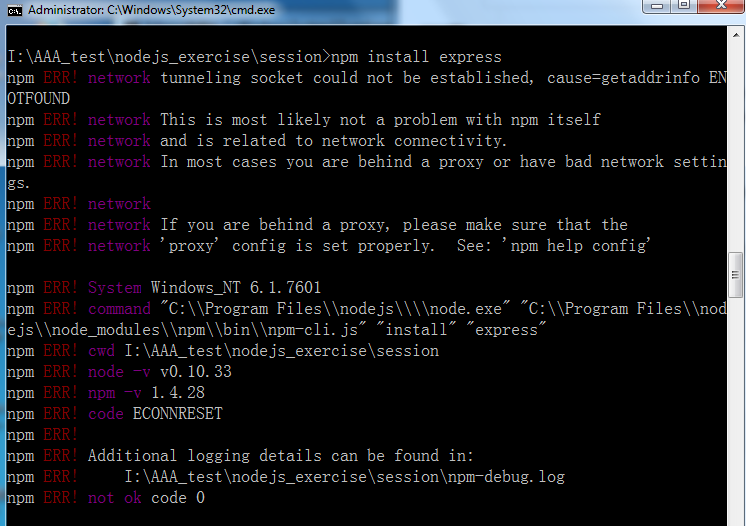 Administrator: C:\Windows\System32\cmd.exe
I:\AAA_test\nodejs_exercise\session>npm install express
npm ERR! network tunneling socket could not be established, cause=getaddrinfo EN
OTFOUND
npm ERR! network This is most likely not a problem with npm itself
npm ERR! network and is related to network connectivity.
npm ERR! network In most cases you are behind a proxy or have bad network settin
gs.
npm ERR! network
npm ERR! network If you are behind a proxy, please make sure that the
npm ERR! network 'proxy' config is set properly.  See: 'npm help config'
npm ERR! System Windows_NT 6.1.7601
npm ERR! command "C:\\Program Files\\nodejs\\\\node.exe" "C:\\Program Files\\nod
ejs\\node_modules\\npm\\bin\\npm-cli.js" "install" "express"
npm ERR! cwd I:\AAA_test\nodejs_exercise\session
npm ERR! node -v v0.10.33
npm ERR! npm -v 1.4.28
npm ERR! code ECONNRESET
npm ERR!
npm ERR! Additional logging details can be found in:
npm ERR!     I:\AAA_test\nodejs_exercise\session\npm-debug.log
npm ERR! not ok code 0